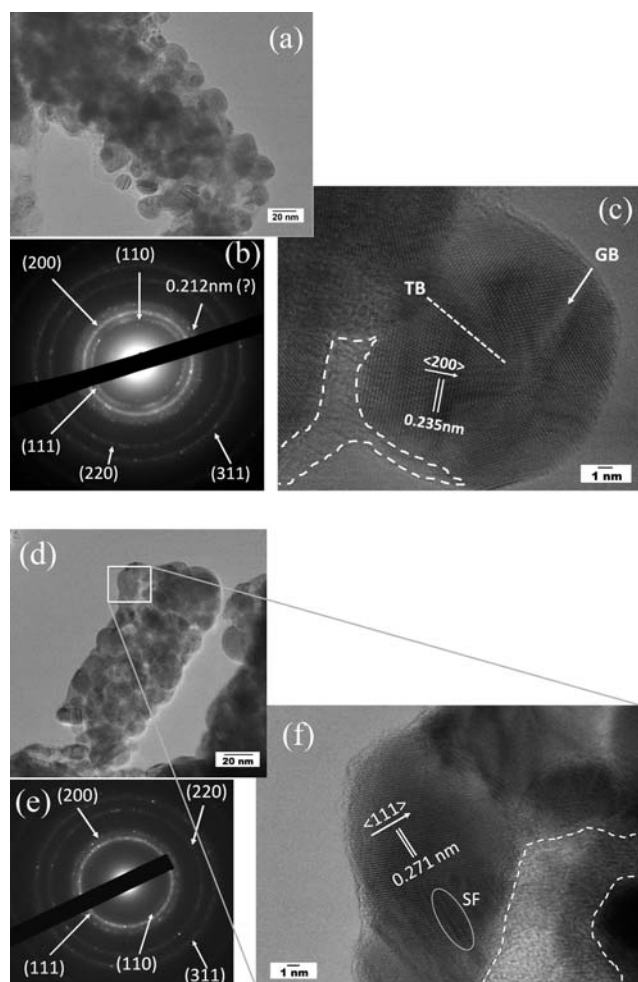 (a)
20 nm
(b)
(200)
(110)
0.212nm (?)
(111)
(220)
(311)
(c)
GB
TB
<200>
0.235nm
1 nm
(d)
20 nm
(e)
(200)
(220)
(111)
(110)
(311)
(f)
<111>
0.271 nm
SF
1 nm